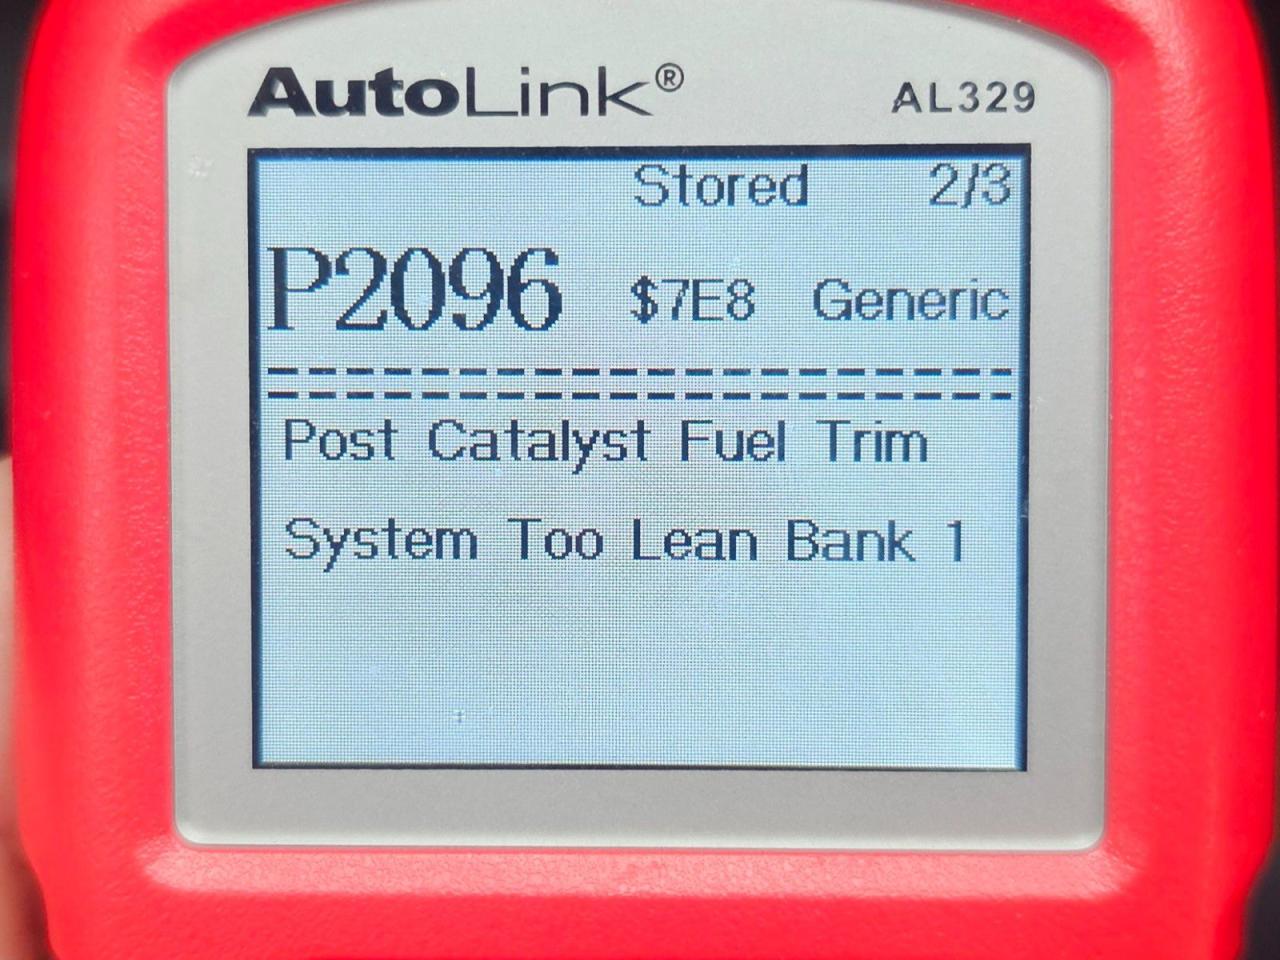 AutoLink® AL329
Stored 2/3
P2096 $7E8 Generic
Post Catalyst Fuel Trim
System Too Lean Bank 1